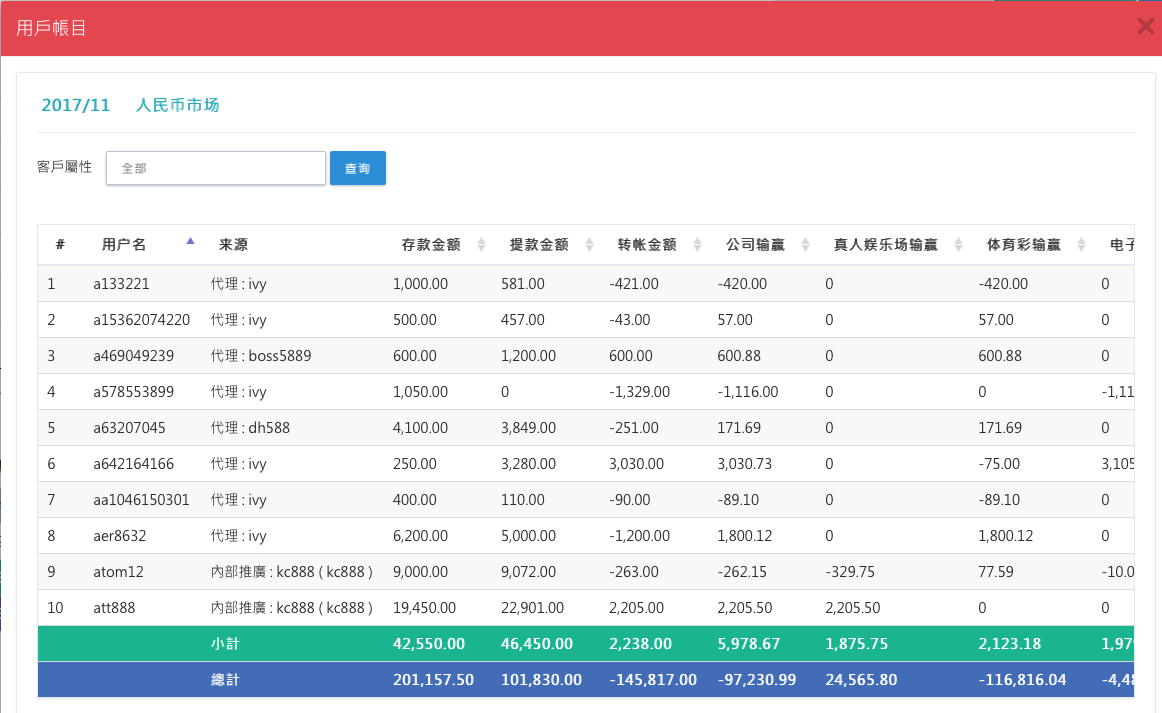 用戶帳目
2017/11 人民币市场
客戶屬性 全部 查询
# 用户名 来源 存款金额 提款金额 转帐金额 公司输赢 真人娱乐场输赢 体育彩输赢
1 a133221 代理 : ivy 1,000.00 581.00 -421.00 -420.00 0 -420.00 0
2 a15362074220 代理 : ivy 500.00 457.00 -43.00 57.00 0 57.00 0
3 a469049239 代理 : boss5889 600.00 1,200.00 600.00 600.88 0 600.88 0
4 a578553899 代理 : ivy 1,050.00 0 -1,329.00 -1,116.00 0 0 -1,11
5 a63207045 代理 : dh588 4,100.00 3,849.00 -251.00 171.69 0 171.69 0
6 a642164166 代理 : ivy 250.00 3,280.00 3,030.00 3,030.73 0 -75.00 3,105
7 aa1046150301 代理 : ivy 400.00 110.00 -90.00 -89.10 0 -89.10 0
8 aer8632 代理 : ivy 6,200.00 5,000.00 -1,200.00 1,800.12 0 1,800.12 0
9 atom12 內部推廣 : kc888 ( kc888 ) 9,000.00 9,072.00 -263.00 -262.15 -329.75 77.59 -10.0
10 att888 內部推廣 : kc888 ( kc888 ) 19,450.00 22,901.00 2,205.00 2,205.50 2,205.50 0 0
小計 42,550.00 46,450.00 2,238.00 5,978.67 1,875.75 2,123.18 1,97
總計 201,157.50 101,830.00 -145,817.00 -97,230.99 24,565.80 -116,816.04 -4,48